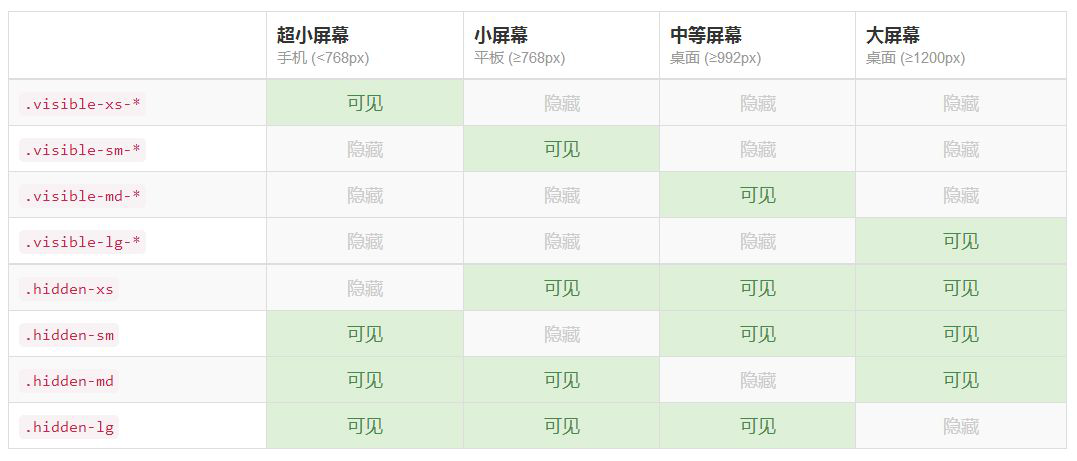 超小屏幕 小屏幕 中等屏幕 大屏幕
手机 (<768px) 平板 (≥768px) 桌面 (≥992px) 桌面 (≥1200px)
.visible-xs-* 可见 隐藏 隐藏 隐藏
.visible-sm-* 隐藏 可见 隐藏 隐藏
.visible-md-* 隐藏 隐藏 可见 隐藏
.visible-lg-* 隐藏 隐藏 隐藏 可见
.hidden-xs 隐藏 可见 可见 可见
.hidden-sm 可见 隐藏 可见 可见
.hidden-md 可见 可见 隐藏 可见
.hidden-lg 可见 可见 可见 隐藏